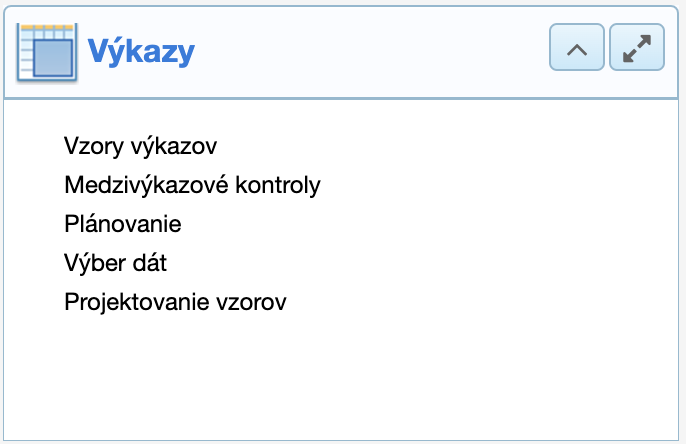 Výkazy
Vzory výkazov
Medzivýkazové kontroly
Plánovanie
Výber dát
Projektovanie vzorov